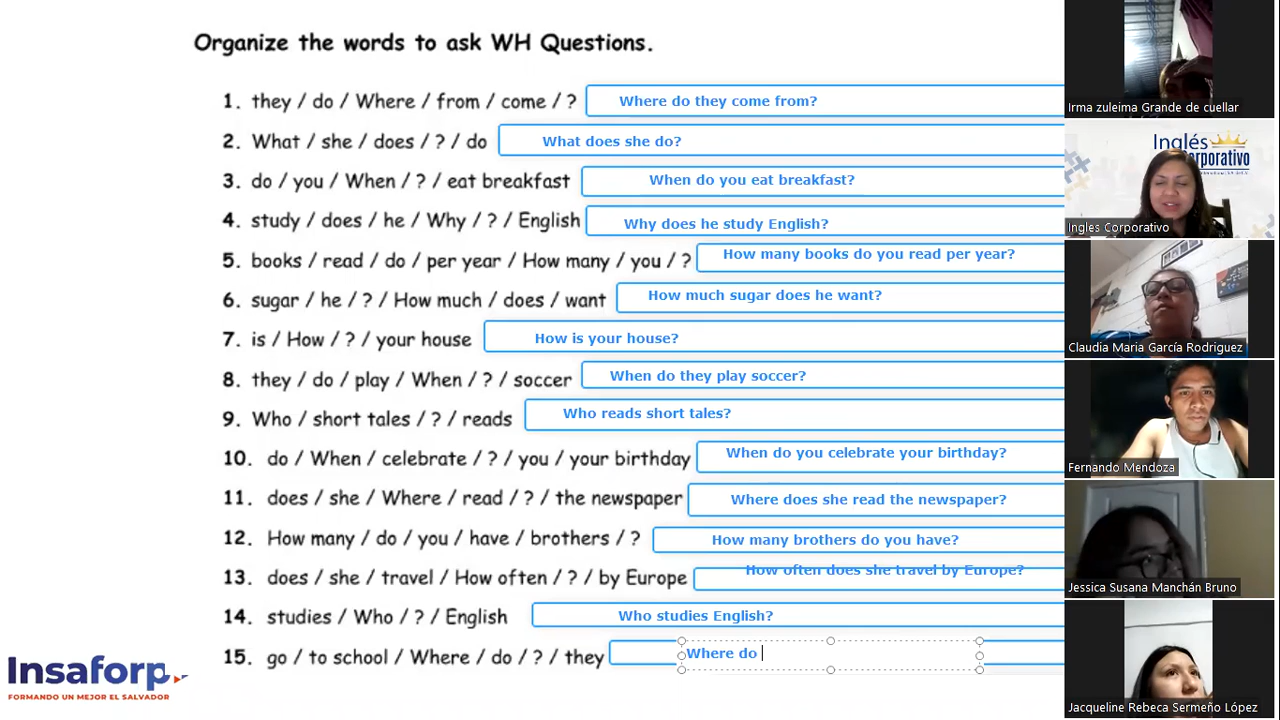 Organize the words to ask WH Questions.
1. they / do / Where / from / come / ? Where do they come from?
2. What / she / does / ? / do What does she do?
3. do / you / When / ? / eat breakfast When do you eat breakfast?
4. study / does / he / Why / ? / English Why does he study English?
5. books / read / do / per year / How many / you / ? How many books do you read per year?
6. sugar / he / ? / How much / does / want How much sugar does he want?
7. is / How / ? / your house How is your house?
8. they / do / play / When / ? / soccer When do they play soccer?
9. Who / short tales / ? / reads Who reads short tales?
10. do / When / celebrate / ? / you / your birthday When do you celebrate your birthday?
11. does / she / Where / read / ? / the newspaper Where does she read the newspaper?
12. How many / do / you / have / brothers / ? How many brothers do you have?
13. does / she / travel / How often / ? / by Europe How often does she travel by Europe?
14. studies / Who / ? / English Who studies English?
15. go / to school / Where / do / ? / they Where do
Insaforp
FORMANDO UN MEJOR EL SALVADOR
Irma zuleima Grande de cuellar
Inglés
Corporativo
Ingles Corporativo
Claudia Maria García Rodriguez
Fernando Mendoza
Jessica Susana Manchán Bruno
Jacqueline Rebeca Sermeño López